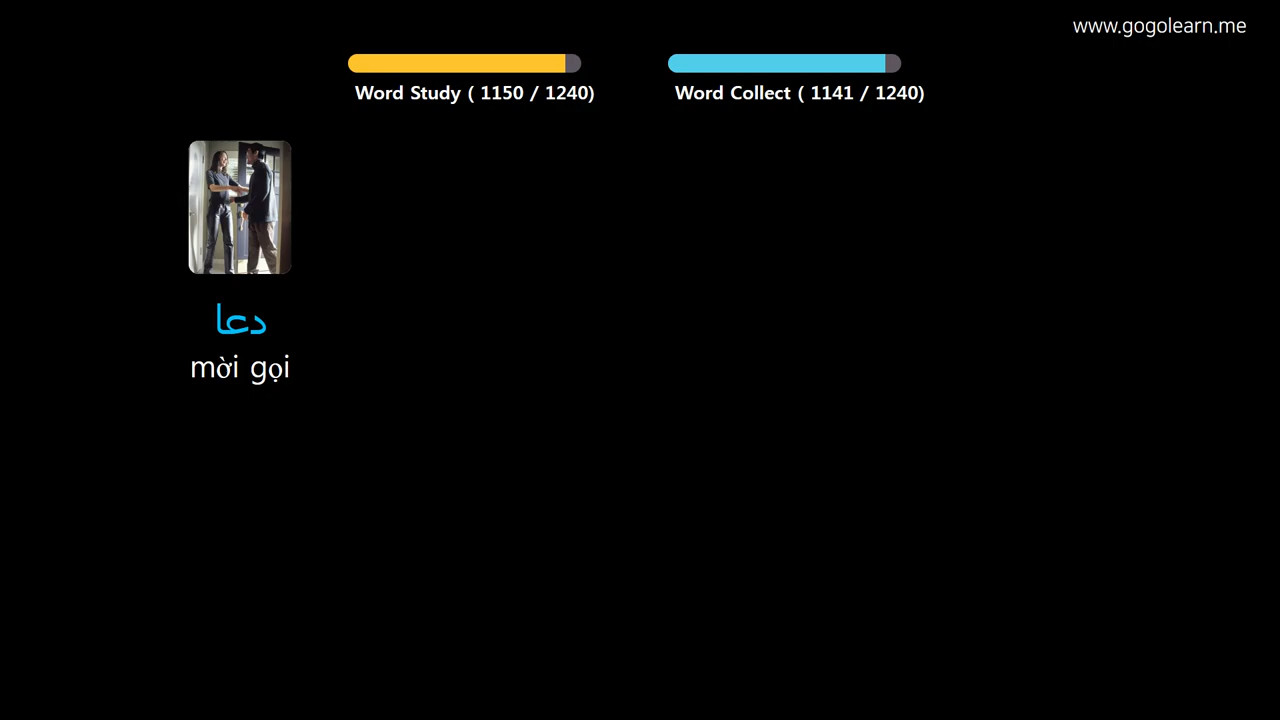 www.gogolearn.me
Word Study ( 1150 / 1240)
Word Collect ( 1141 / 1240)
دعا
mời gọi